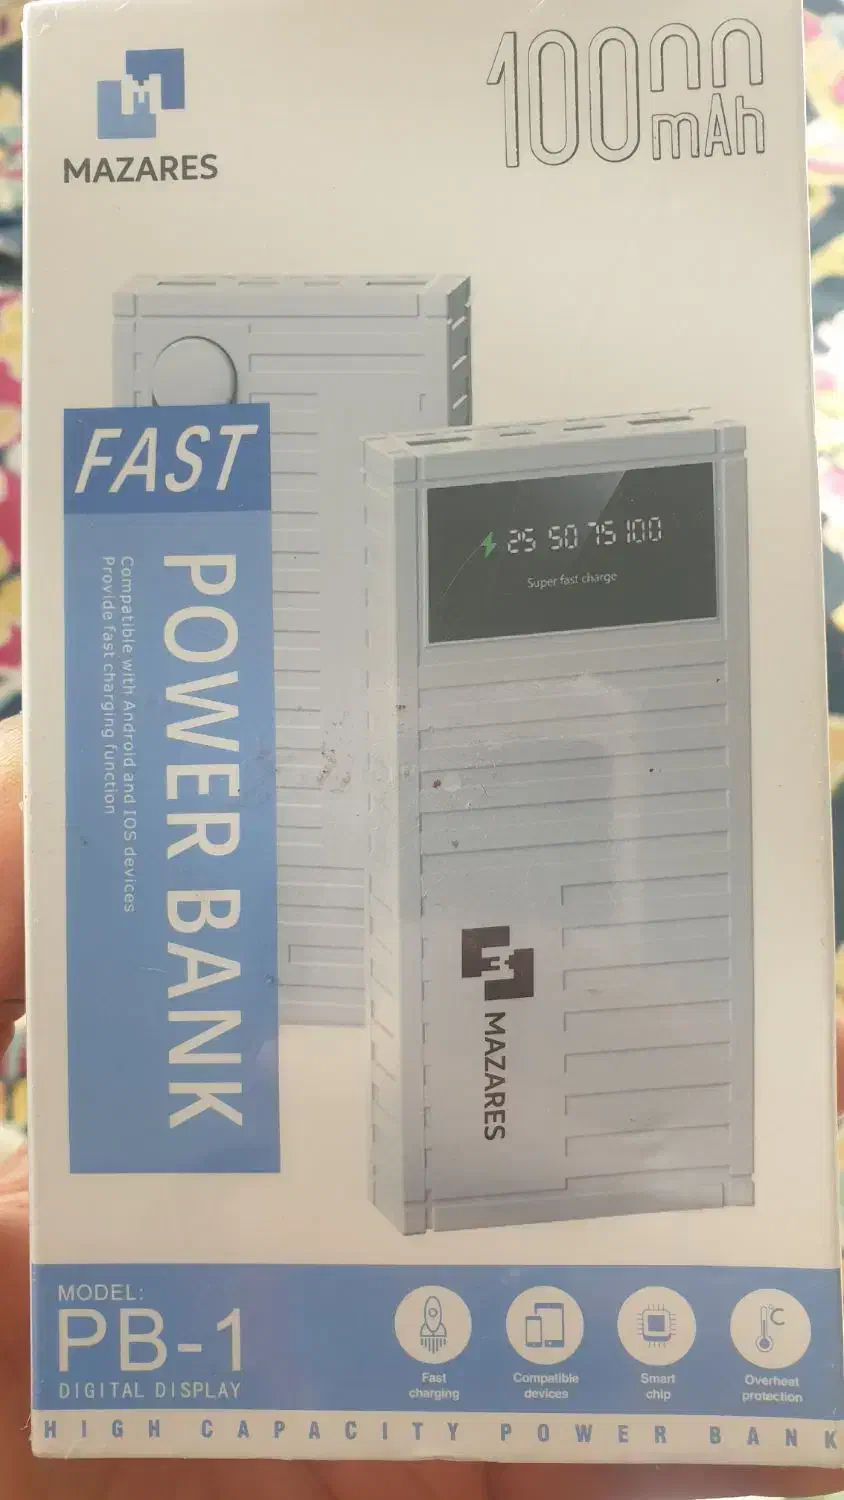 MAZARES
10000
mAh
FAST
POWER BANK
Compatible with Android and IOS devices
Provide fast charging function
25 50 75 100
Super fast charge
MAZARES
MODEL:
PB-1
DIGITAL DISPLAY
Fast
charging
Compatible
devices
Smart
chip
°C
Overheat
protection
HIGH CAPACITY POWER BANK